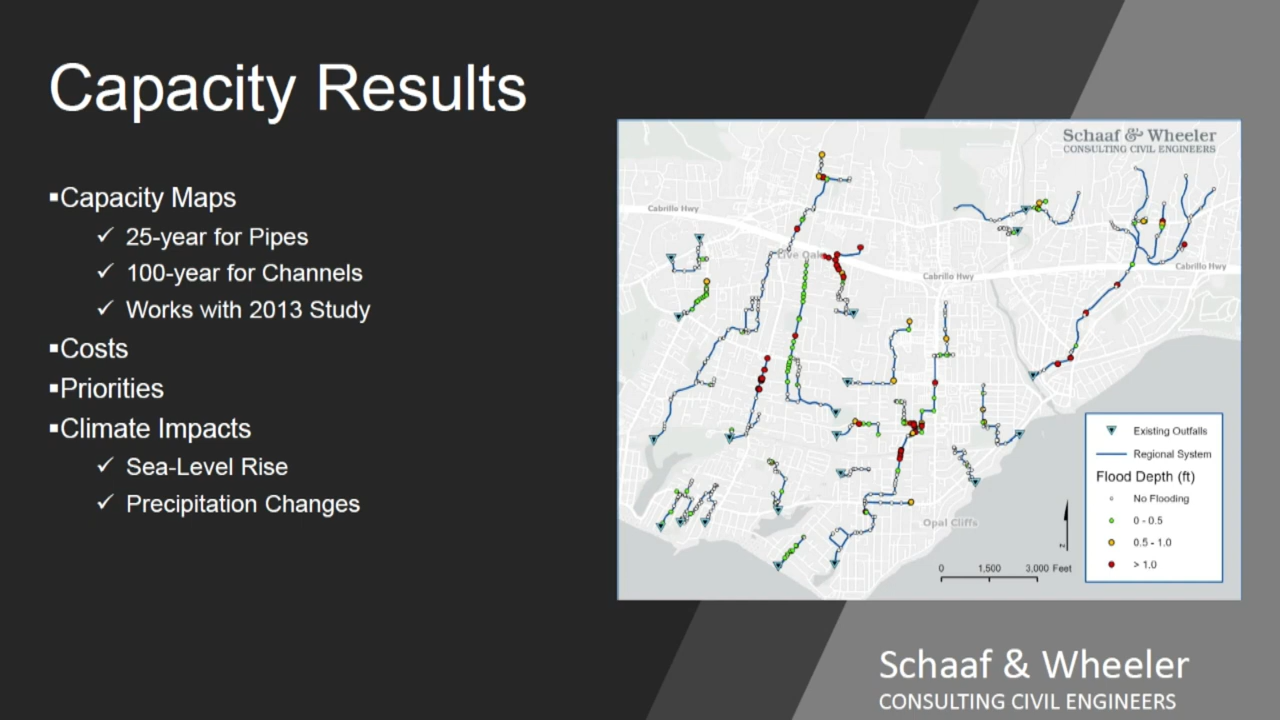 Capacity Results
▪Capacity Maps
✓ 25-year for Pipes
✓ 100-year for Channels
✓ Works with 2013 Study
▪Costs
▪Priorities
▪Climate Impacts
✓ Sea-Level Rise
✓ Precipitation Changes
Schaaf & Wheeler
CONSULTING CIVIL ENGINEERS
Cabrillo Hwy
Live Oak
Cabrillo Hwy
Cabrillo Hwy
Opal Cliffs
Existing Outfalls
Regional System
Flood Depth (ft)
No Flooding
0 - 0.5
0.5 - 1.0
> 1.0
Z
0 1,500 3,000 Feet
Schaaf & Wheeler
CONSULTING CIVIL ENGINEERS